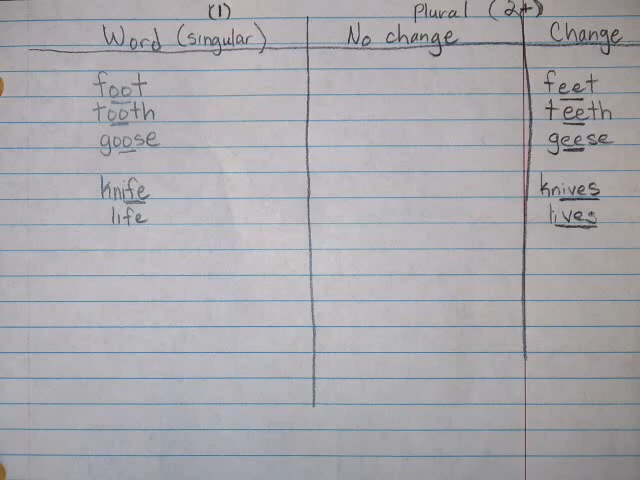 (1) Plural (2+)
Word (singular) No change Change
foot feet
tooth teeth
goose geese
knife knives
life lives